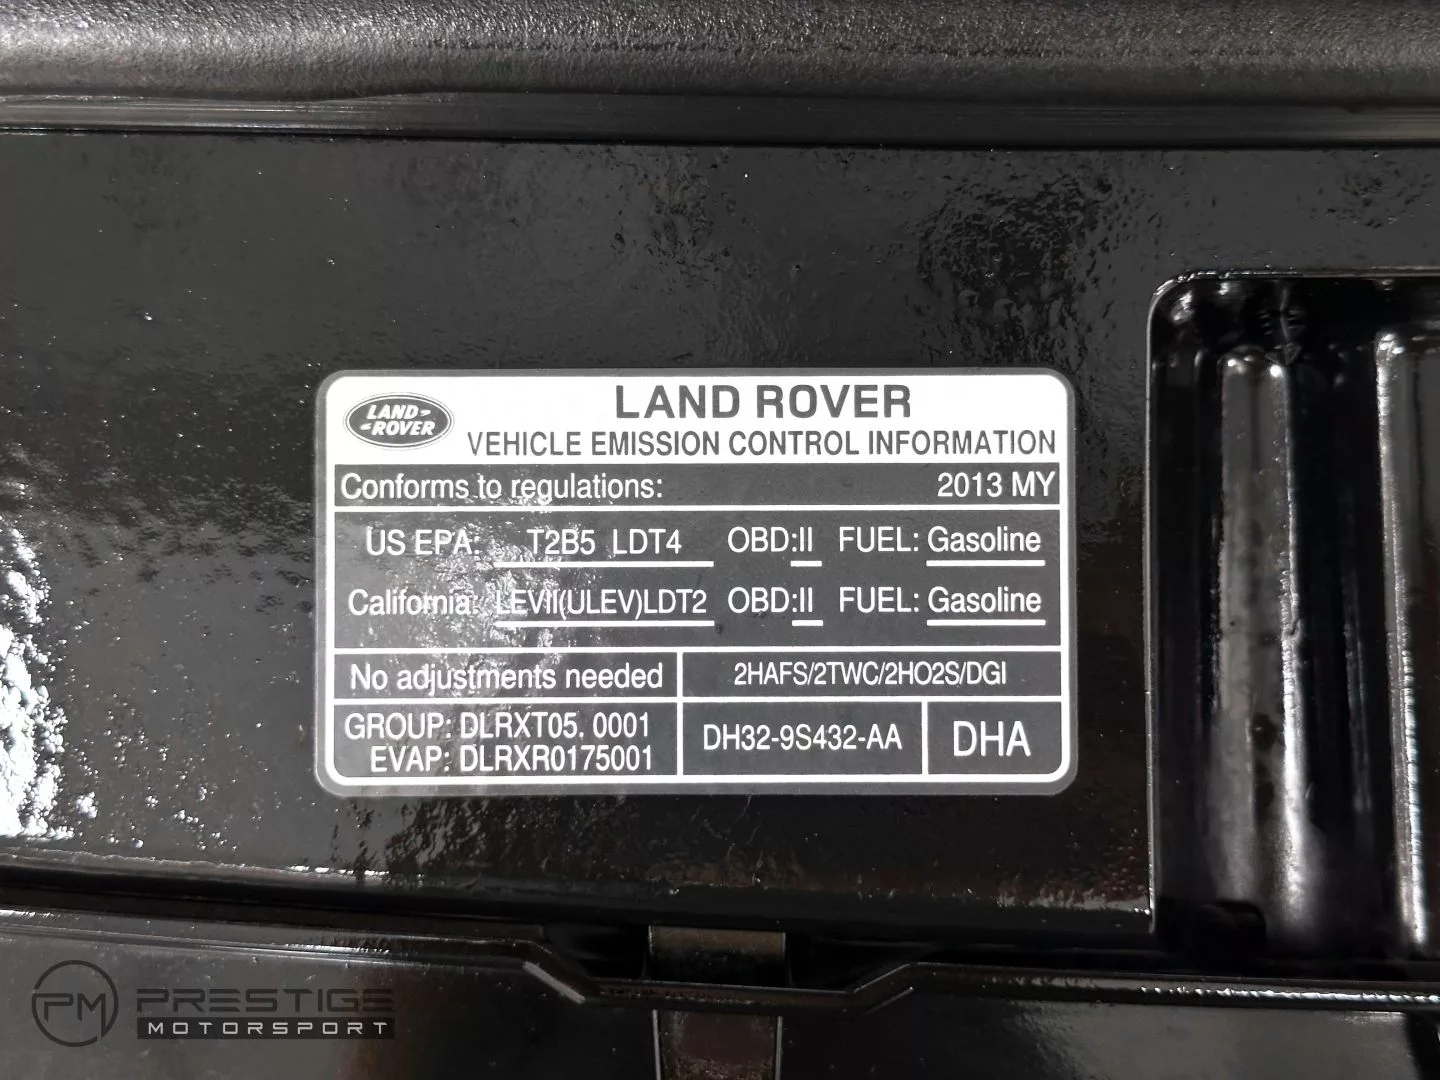 LAND ROVER
LAND-
-ROVER
VEHICLE EMISSION CONTROL INFORMATION
Conforms to regulations: 2013 MY
US EPA: T2B5 LDT4 OBD:II FUEL: Gasoline
California: LEVII(ULEV)LDT2 OBD:II FUEL: Gasoline
No adjustments needed 2HAFS/2TWC/2HO2S/DGI
GROUP: DLRXT05. 0001
EVAP: DLRXR0175001
DH32-9S432-AA DHA
PM PRESTIGE
MOTORSPORT